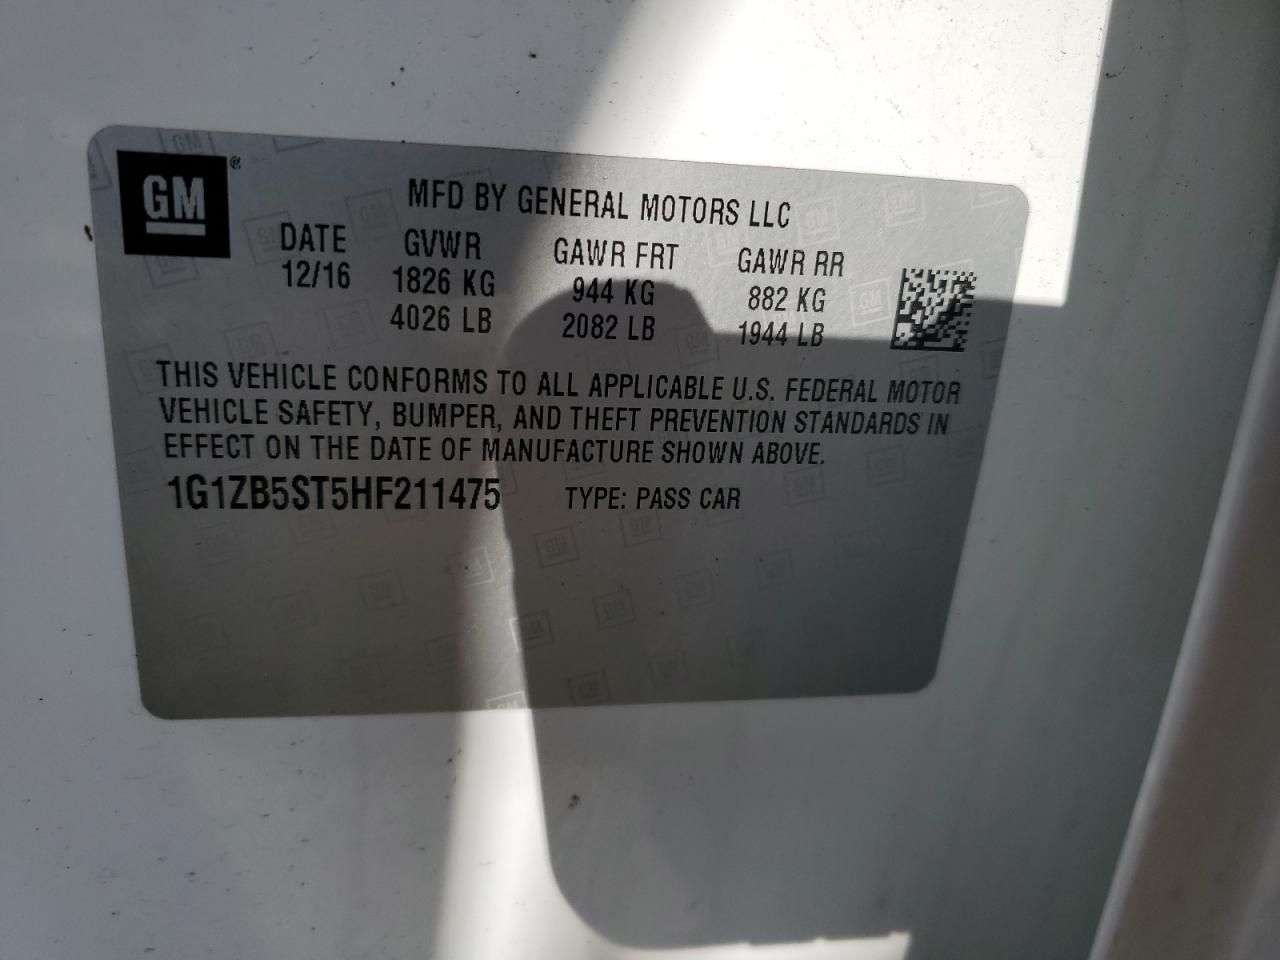 GM®
MFD BY GENERAL MOTORS LLC
DATE GVWR GAWR FRT GAWR RR
12/16 1826 KG 944 KG 882 KG
4026 LB 2082 LB 1944 LB
THIS VEHICLE CONFORMS TO ALL APPLICABLE U.S. FEDERAL MOTOR
VEHICLE SAFETY, BUMPER, AND THEFT PREVENTION STANDARDS IN
EFFECT ON THE DATE OF MANUFACTURE SHOWN ABOVE.
1G1ZB5ST5HF211475 TYPE: PASS CAR